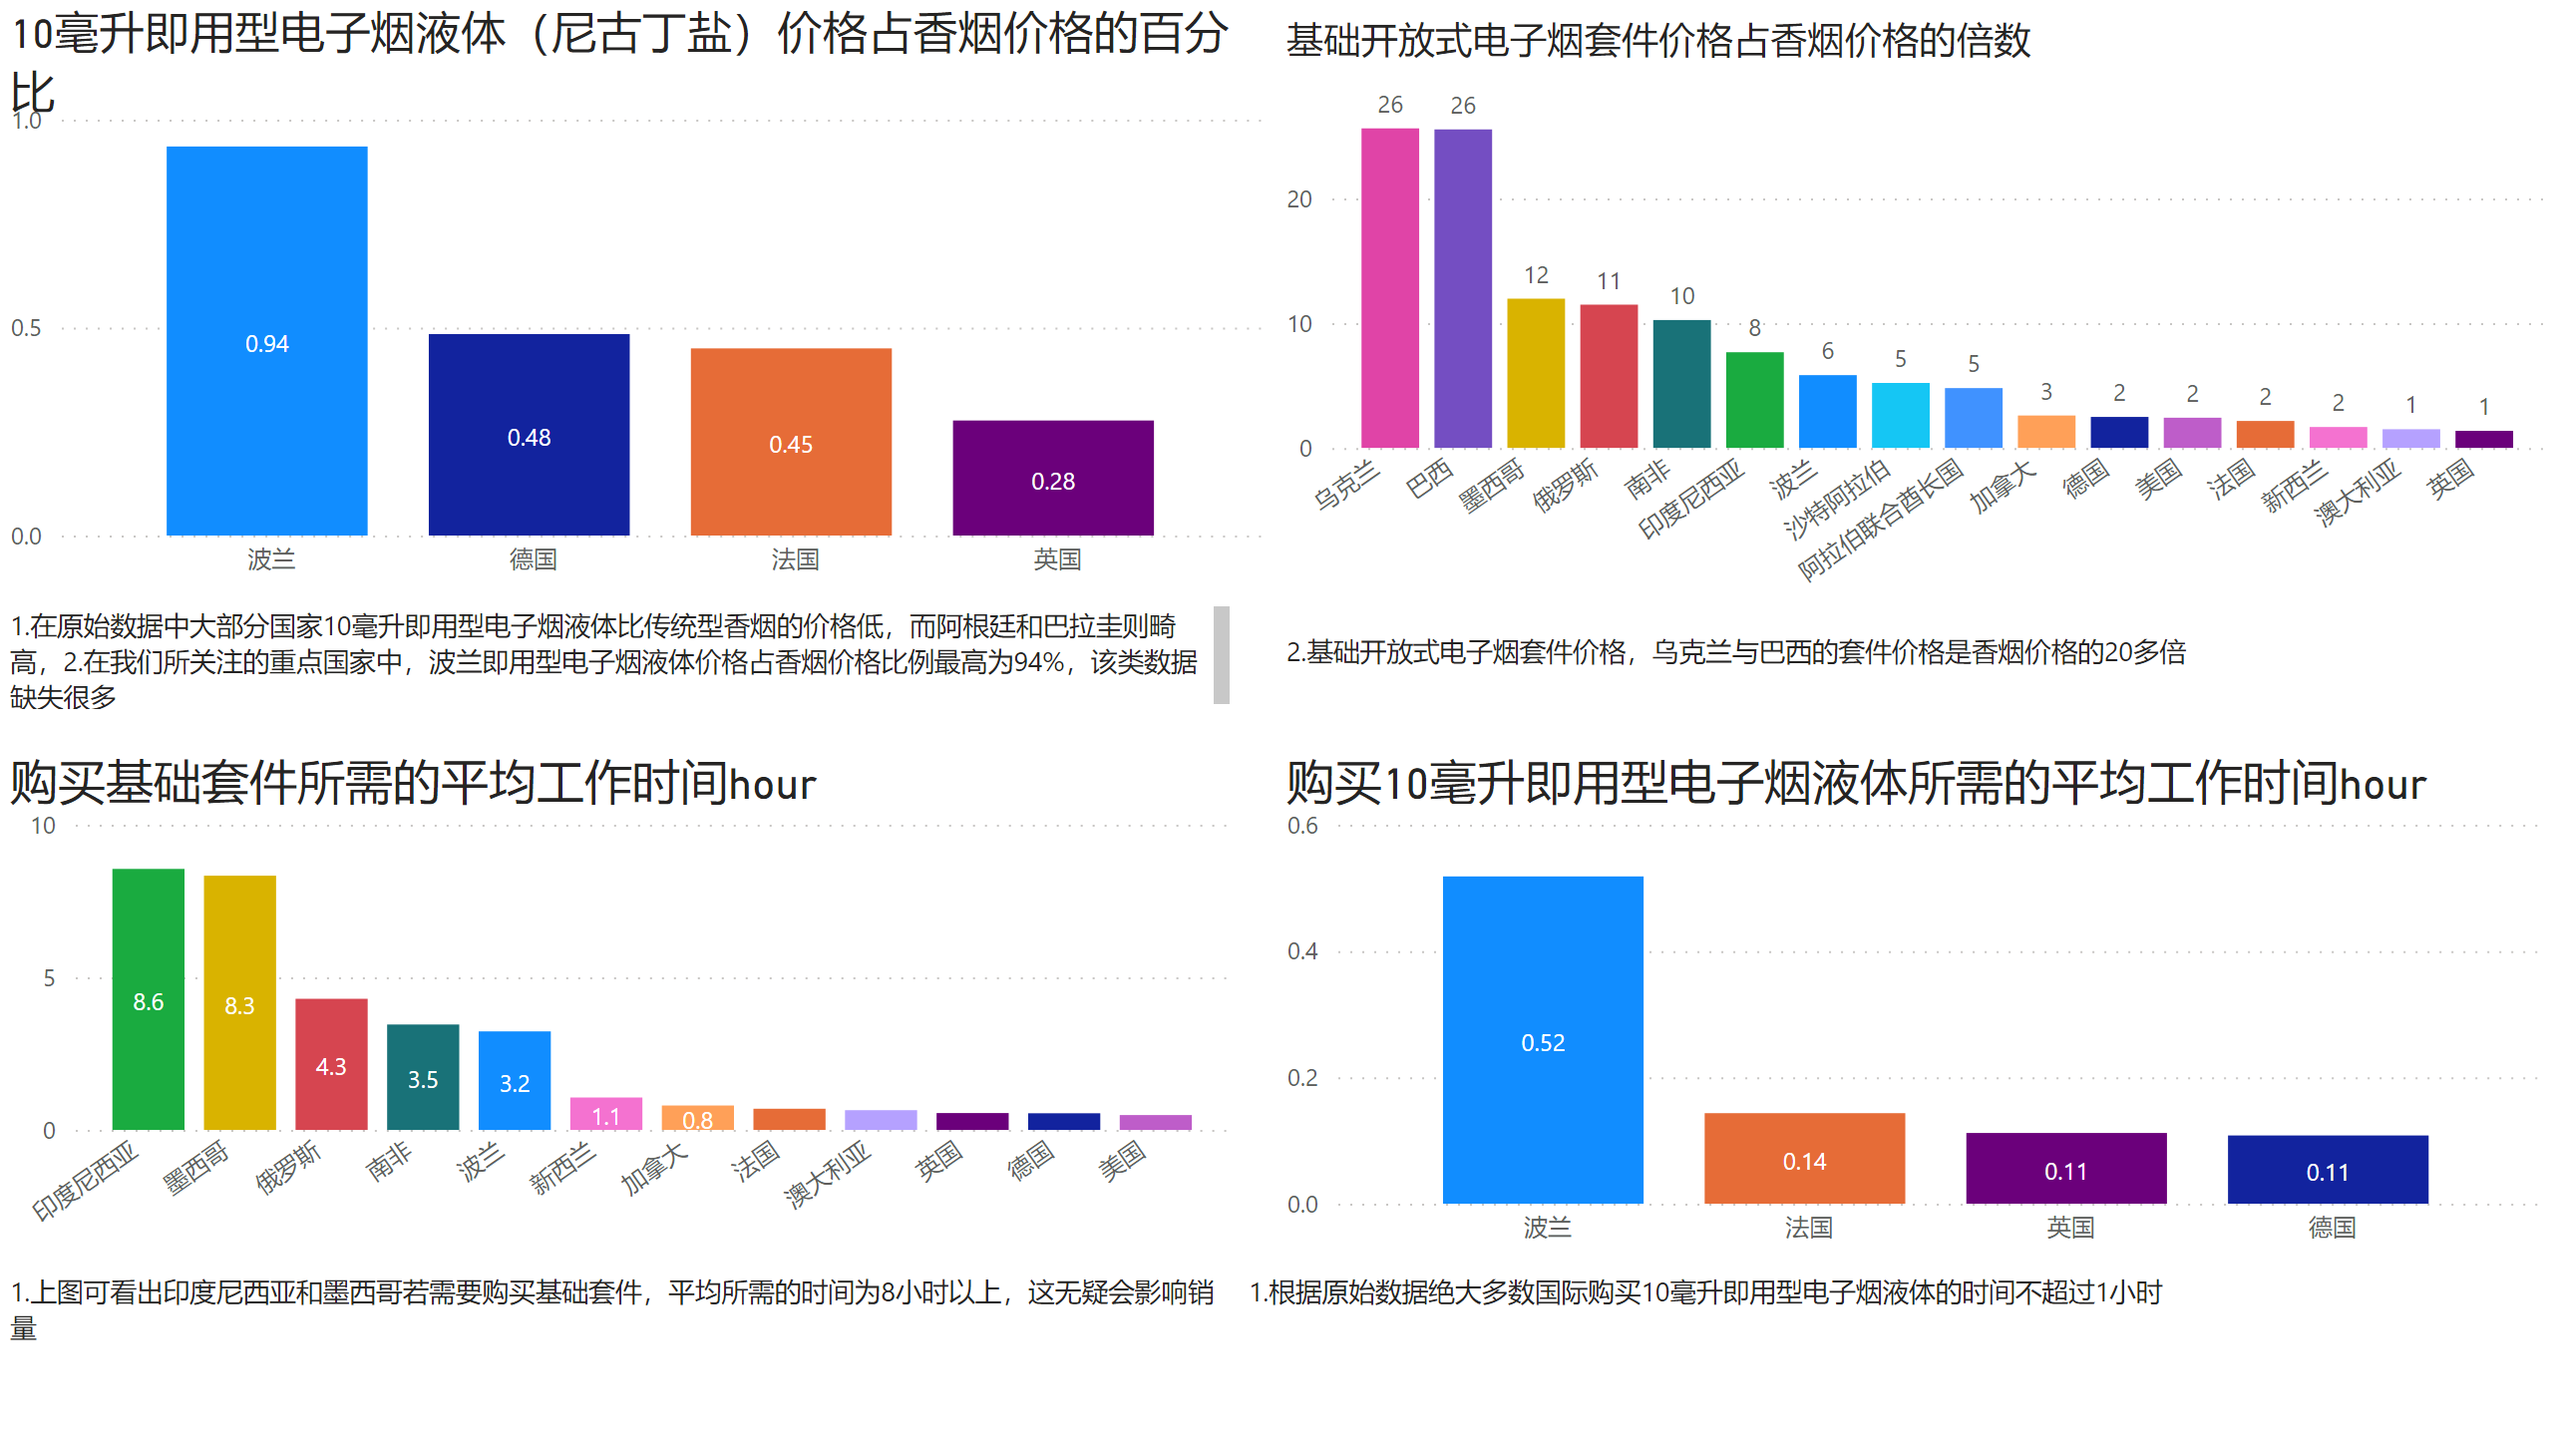 10毫升即用型电子烟液体（尼古丁盐）价格占香烟价格的百分
比
1.0
0.5
0.0
0.94
0.48
0.45
0.28
波兰
德国
法国
英国
1.在原始数据中大部分国家10毫升即用型电子烟液体比传统型香烟的价格低，而阿根廷和巴拉圭则畸
高，2.在我们所关注的重点国家中，波兰即用型电子烟液体价格占香烟价格比例最高为94%，该类数据
缺失很多
基础开放式电子烟套件价格占香烟价格的倍数
20
10
0
26
26
12
11
10
8
6
5
5
3
2
2
2
2
1
1
乌克兰
巴西
墨西哥
俄罗斯
南非
印度尼西亚
波兰
沙特阿拉伯
阿拉伯联合酋长国
加拿大
德国
美国
法国
新西兰
澳大利亚
英国
2.基础开放式电子烟套件价格，乌克兰与巴西的套件价格是香烟价格的20多倍
购买基础套件所需的平均工作时间hour
10
5
0
8.6
8.3
4.3
3.5
3.2
1.1
0.8
印度尼西亚
墨西哥
俄罗斯
南非
波兰
新西兰
加拿大
法国
澳大利亚
英国
德国
美国
1.上图可看出印度尼西亚和墨西哥若需要购买基础套件，平均所需的时间为8小时以上，这无疑会影响销
量
购买10毫升即用型电子烟液体所需的平均工作时间hour
0.6
0.4
0.2
0.0
0.52
0.14
0.11
0.11
波兰
法国
英国
德国
1.根据原始数据绝大多数国际购买10毫升即用型电子烟液体的时间不超过1小时